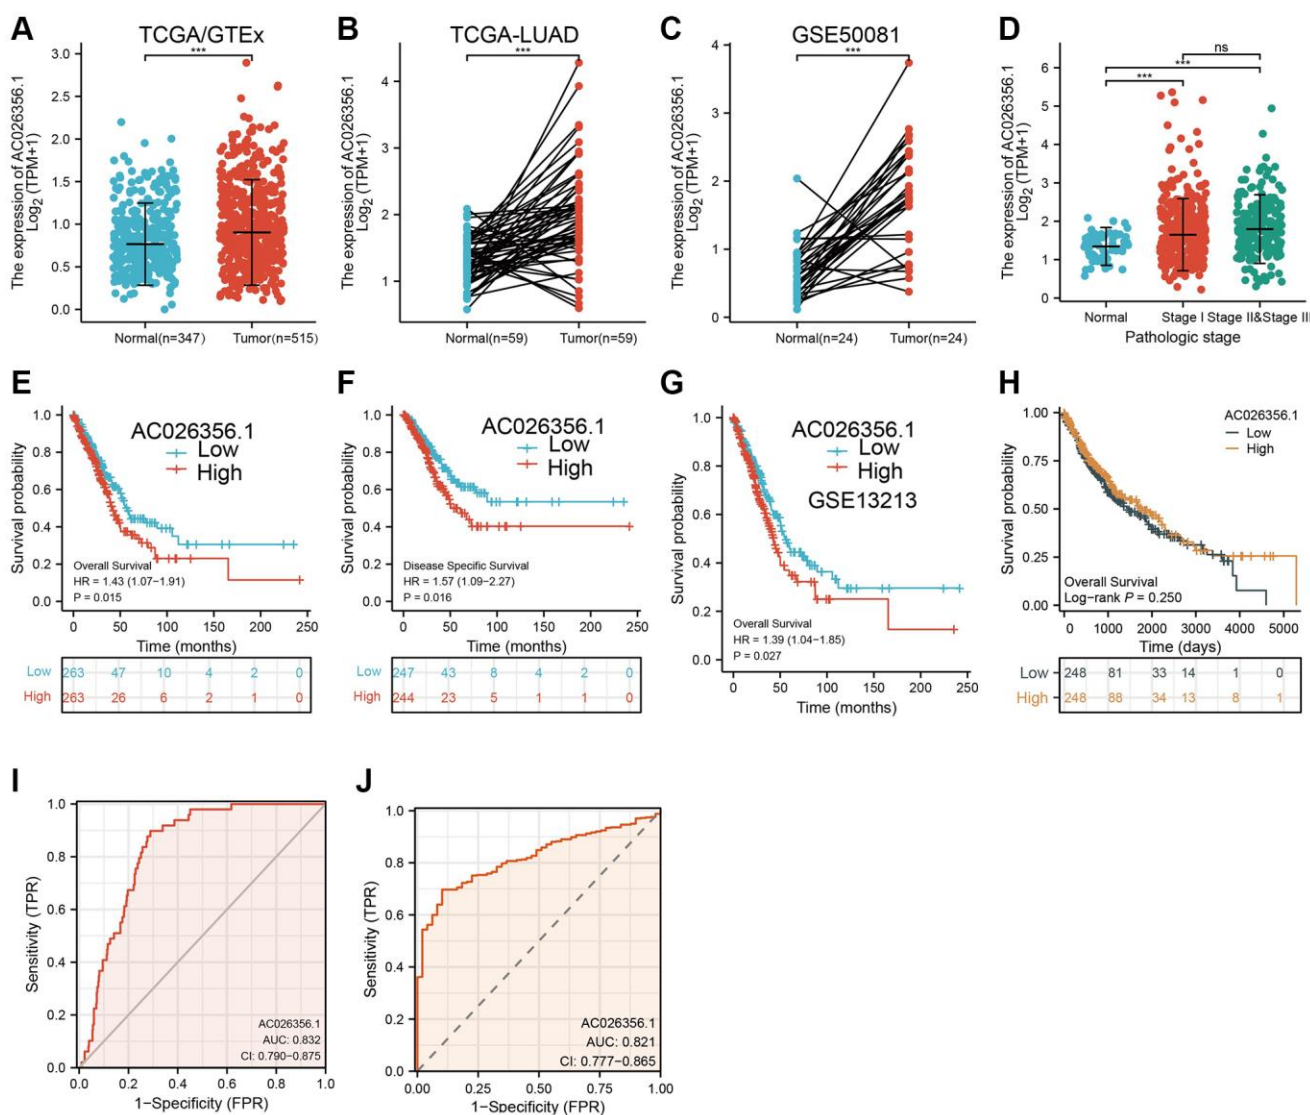 A
TCGA/GTEx
The expression of AC026356.1
Log2 (TPM+1)
***
3.0
2.5
2.0
1.5
1.0
0.5
0.0
Normal(n=347)
Tumor(n=515)
B
TCGA-LUAD
The expression of AC026356.1
Log2 (TPM+1)
***
4
3
2
1
Normal(n=59)
Tumor(n=59)
C
GSE50081
The expression of AC026356.1
Log2 (TPM+1)
***
4
3
2
1
0
Normal(n=24)
Tumor(n=24)
D
The expression of AC026356.1
Log2 (TPM+1)
ns
***
***
6
5
4
3
2
1
0
Normal
Stage I
Stage II&Stage III
Pathologic stage
E
Survival probability
1.0
0.8
0.6
0.4
0.2
0.0
AC026356.1
Low
High
Overall Survival
HR = 1.43 (1.07−1.91)
P = 0.015
0 50 100 150 200 250
Time (months)
Low 263 47 10 4 2 0
High 263 26 6 2 1 0
F
Survival probability
1.0
0.8
0.6
0.4
0.2
0.0
AC026356.1
Low
High
Disease Specific Survival
HR = 1.57 (1.09−2.27)
P = 0.016
0 50 100 150 200 250
Time (months)
Low 247 43 8 4 2 0
High 244 23 5 1 1 0
G
Survival probability
1.0
0.8
0.6
0.4
0.2
0.0
AC026356.1
Low
High
GSE13213
Overall Survival
HR = 1.39 (1.04−1.85)
P = 0.027
0 50 100 150 200 250
Time (months)
H
Survival probability
1.00
0.75
0.50
0.25
0.00
AC026356.1
Low
High
Overall Survival
Log-rank P = 0.250
0 1000 2000 3000 4000 5000
Time (days)
Low 248 81 33 14 1 0
High 248 88 34 13 8 1
I
Sensitivity (TPR)
1.0
0.8
0.6
0.4
0.2
0.0
AC026356.1
AUC: 0.832
CI: 0.790−0.875
0.0 0.2 0.4 0.6 0.8 1.0
1−Specificity (FPR)
J
Sensitivity (TPR)
1.0
0.8
0.6
0.4
0.2
0.0
AC026356.1
AUC: 0.821
CI: 0.777−0.865
0.00 0.25 0.50 0.75 1.00
1−Specificity (FPR)